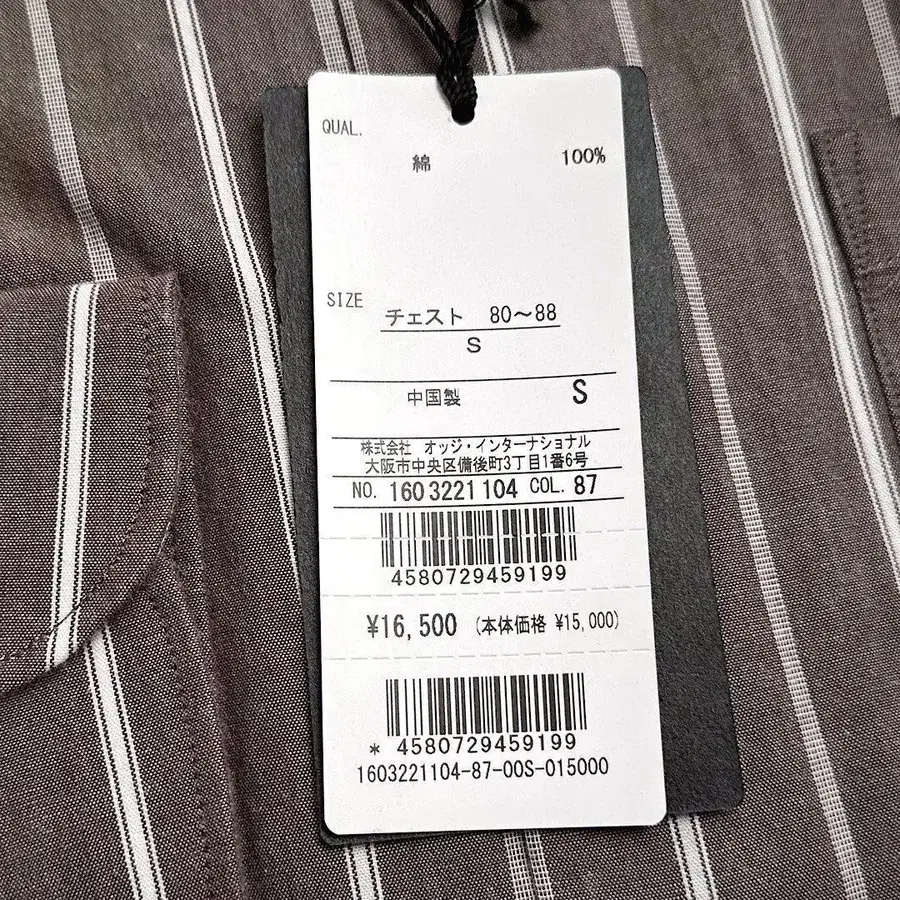 QUAL.
綿 100%
SIZE
チェスト 80～88
S
中国製 S
株式会社 オッジ・インターナショナル
大阪市中央区備後町3丁目1番6号
NO. 1603221104 COL. 87
4580729459199
¥16,500 (本体価格 ¥15,000)
* 4580729459199
1603221104-87-00S-015000